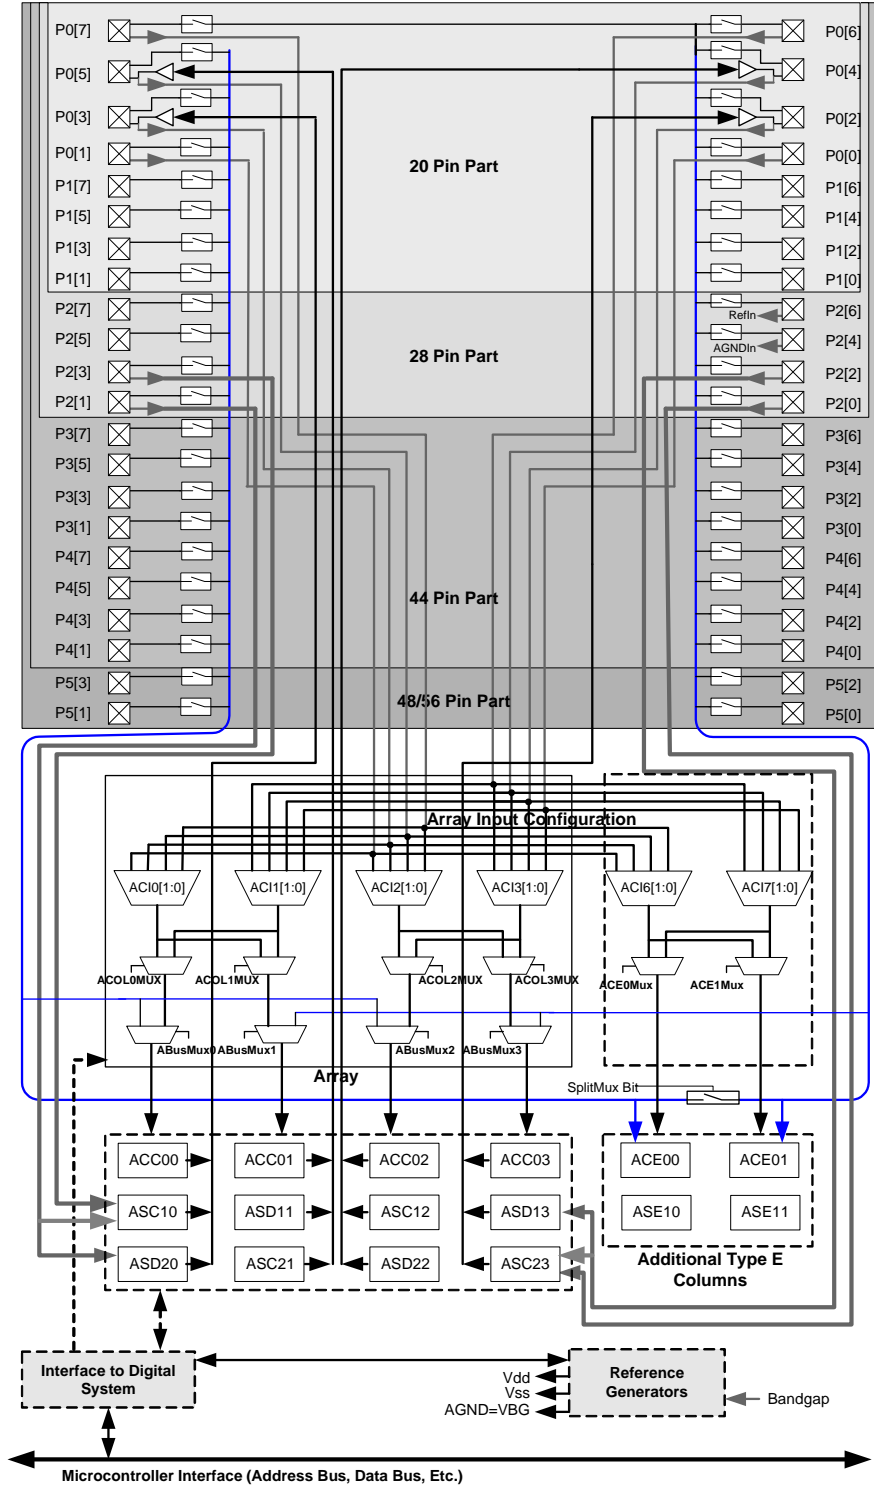 P0[7] P0[6]
P0[5] P0[4]
P0[3] P0[2]
P0[1] P0[0]
20 Pin Part
P1[7] P1[6]
P1[5] P1[4]
P1[3] P1[2]
P1[1] P1[0]
P2[7] P2[6]
RefIn
P2[5] P2[4]
AGNDIn
28 Pin Part
P2[3] P2[2]
P2[1] P2[0]
P3[7] P3[6]
P3[5] P3[4]
P3[3] P3[2]
P3[1] P3[0]
P4[7] P4[6]
P4[5] P4[4]
44 Pin Part
P4[3] P4[2]
P4[1] P4[0]
P5[3] P5[2]
48/56 Pin Part
P5[1] P5[0]
Array Input Configuration
ACI0[1:0] ACI1[1:0] ACI2[1:0] ACI3[1:0] ACI6[1:0] ACI7[1:0]
ACOL0MUX ACOL1MUX ACOL2MUX ACOL3MUX ACE0Mux ACE1Mux
ABusMux0 ABusMux1 ABusMux2 ABusMux3
Array
SplitMux Bit
ACC00 ACC01 ACC02 ACC03 ACE00 ACE01
ASC10 ASD11 ASC12 ASD13 ASE10 ASE11
ASD20 ASC21 ASD22 ASC23
Additional Type E
Columns
Interface to Digital
System
Vdd
Vss
AGND=VBG
Reference
Generators
Bandgap
Microcontroller Interface (Address Bus, Data Bus, Etc.)